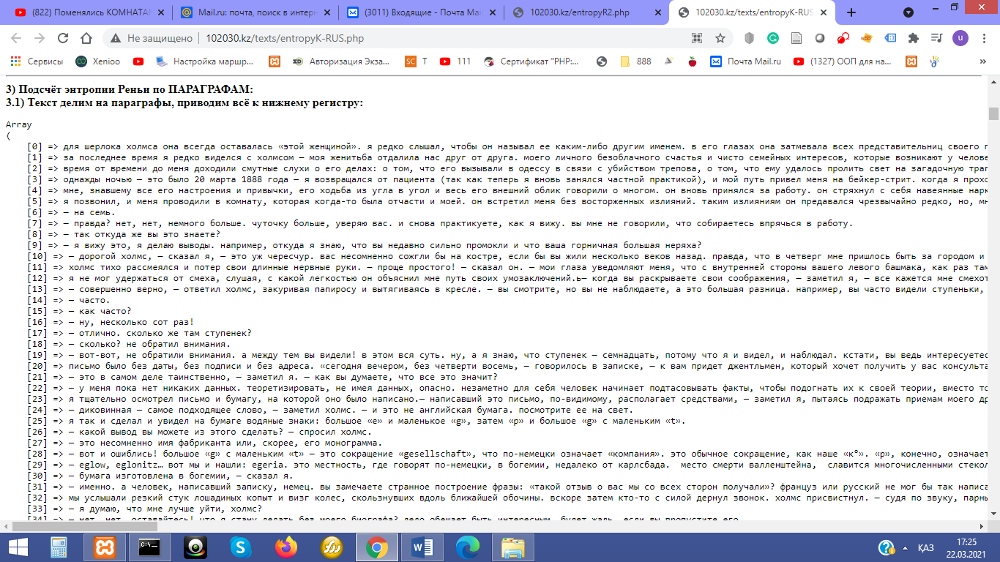 (822) Поменялись КОМНАТА
Mail.ru: почта, поиск в интерн
(3011) Входящие - Почта Mai
102030.kz/entropyR2.php
102030.kz/texts/entropyK-RUS
Не защищено 102030.kz/texts/entropyK-RUS.php
Сервисы Xenioo Настройка маршр... Авторизация Экза... SC T 111 Сертификат "PHP:... 888 Почта Mail.ru (1327) ООП для на...
3) Подсчёт энтропии Реньи по ПАРАГРАФАМ:
3.1) Текст делим на параграфы, приводим всё к нижнему регистру:
Array
(
[0] => для шерлока холмса она всегда оставалась «этой женщиной». я редко слышал, чтобы он называл ее каким-либо другим именем. в его глазах она затмевала всех представительниц своего п
[1] => за последнее время я редко виделся с холмсом — моя женитьба отдалила нас друг от друга. моего личного безоблачного счастья и чисто семейных интересов, которые возникают у челове
[2] => время от времени до меня доходили смутные слухи о его делах: о том, что его вызывали в одессу в связи с убийством трепова, о том, что ему удалось пролить свет на загадочную траг
[3] => однажды ночью — это было 20 марта 1888 года — я возвращался от пациента (так как теперь я вновь занялся частной практикой), и мой путь привел меня на бейкер-стрит. когда я прохо
[4] => мне, знавшему все его настроения и привычки, его ходьба из угла в угол и весь его внешний облик говорили о многом. он вновь принялся за работу. он стряхнул с себя навеянные нарк
[5] => я позвонил, и меня проводили в комнату, которая когда-то была отчасти и моей. он встретил меня без восторженных излияний. таким излияниям он предавался чрезвычайно редко, но, мн
[6] => — на семь.
[7] => — правда? нет, нет, немного больше. чуточку больше, уверяю вас. и снова практикуете, как я вижу. вы мне не говорили, что собираетесь впрячься в работу.
[8] => — так откуда же вы это знаете?
[9] => — я вижу это, я делаю выводы. например, откуда я знаю, что вы недавно сильно промокли и что ваша горничная большая неряха?
[10] => — дорогой холмс, — сказал я, — это уж чересчур. вас несомненно сожгли бы на костре, если бы вы жили несколько веков назад. правда, что в четверг мне пришлось быть за городом и
[11] => холмс тихо рассмеялся и потер свои длинные нервные руки. — проще простого! — сказал он. — мои глаза уведомляют меня, что с внутренней стороны вашего левого башмака, как раз там
[12] => я не мог удержаться от смеха, слушая, с какой легкостью он объяснил мне путь своих умозаключений.ь— когда вы раскрываете свои соображения, — заметил я, — все кажется мне смехот
[13] => — совершенно верно, — ответил холмс, закуривая папиросу и вытягиваясь в кресле. — вы смотрите, но вы не наблюдаете, а это большая разница. например, вы часто видели ступеньки,
[14] => — часто.
[15] => — как часто?
[16] => — ну, несколько сот раз!
[17] => — отлично. сколько же там ступенек?
[18] => — сколько? не обратил внимания.
[19] => — вот-вот, не обратили внимания. а между тем вы видели! в этом вся суть. ну, а я знаю, что ступенек — семнадцать, потому что я и видел, и наблюдал. кстати, вы ведь интересуетес
[20] => письмо было без даты, без подписи и без адреса. «сегодня вечером, без четверти восемь, — говорилось в записке, — к вам придет джентльмен, который хочет получить у вас консульта
[21] => — это в самом деле таинственно, — заметил я. — как вы думаете, что все это значит?
[22] => — у меня пока нет никаких данных. теоретизировать, не имея данных, опасно. незаметно для себя человек начинает подтасовывать факты, чтобы подогнать их к своей теории, вместо то
[23] => я тщательно осмотрел письмо и бумагу, на которой оно было написано.— написавший это письмо, по-видимому, располагает средствами, — заметил я, пытаясь подражать приемам моего др
[24] => — диковинная — самое подходящее слово, — заметил холмс. — и это не английская бумага. посмотрите ее на свет.
[25] => я так и сделал и увидел на бумаге водяные знаки: большое «e» и маленькое «g», затем «p» и большое «g» с маленьким «t».
[26] => — какой вывод вы можете из этого сделать? — спросил холмс.
[27] => — это несомненно имя фабриканта или, скорее, его монограмма.
[28] => — вот и ошиблись! большое «g» с маленьким «t» — это сокращение «gesellschaft», что по-немецки означает «компания». это обычное сокращение, как наше «к°». «p», конечно, означает
[29] => — eglow, eglonitz… вот мы и нашли: egeria. это местность, где говорят по-немецки, в богемии, недалеко от карлсбада. место смерти валленштейна, славится многочисленными стекол
[30] => — бумага изготовлена в богемии, — сказал я.
[31] => — именно. а человек, написавший записку, немец. вы замечаете странное построение фразы: «такой отзыв о вас мы со всех сторон получали»? француз или русский не мог бы так написа
[32] => мы услышали резкий стук лошадиных копыт и визг колес, скользнувших вдоль ближайшей обочины. вскоре затем кто-то с силой дернул звонок. холмс присвистнул. — судя по звуку, парны
[33] => — я думаю, что мне лучше уйти, холмс?
[34] => — нет, нет, оставайтесь! что я стану делать без моего биографа? дело обещает быть интересным. будет жаль, если вы пропустите его.
ҚАЗ
17:25
22.03.2021